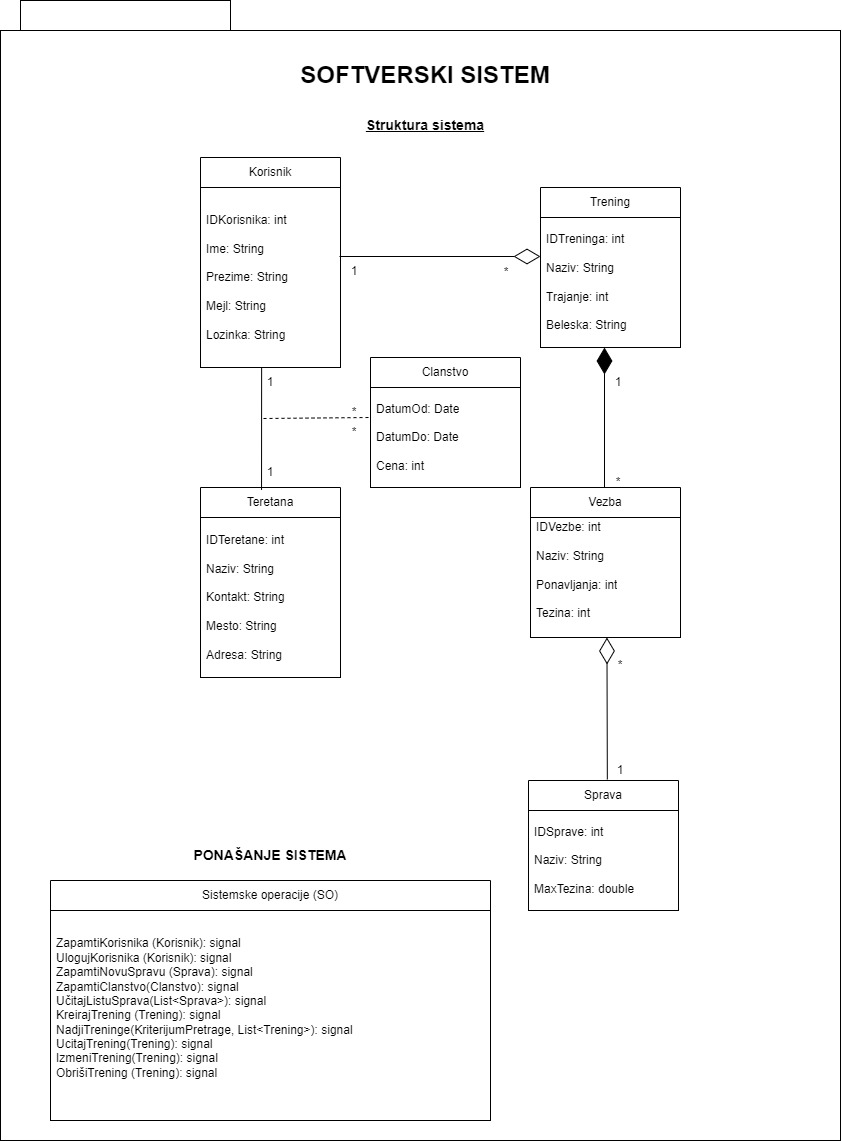 SOFTVERSKI SISTEM
Struktura sistema
Korisnik
IDKorisnika: int
Ime: String
Prezime: String
Mejl: String
Lozinka: String
1
*
Trening
IDTreninga: int
Naziv: String
Trajanje: int
Beleska: String
1
*
*
1
Clanstvo
DatumOd: Date
DatumDo: Date
Cena: int
1
*
Teretana
IDTeretane: int
Naziv: String
Kontakt: String
Mesto: String
Adresa: String
Vezba
IDVezbe: int
Naziv: String
Ponavljanja: int
Tezina: int
*
1
Sprava
IDSprave: int
Naziv: String
MaxTezina: double
PONAŠANJE SISTEMA
Sistemske operacije (SO)
ZapamtiKorisnika (Korisnik): signal
UlogujKorisnika (Korisnik): signal
ZapamtiNovuSpravu (Sprava): signal
ZapamtiClanstvo(Clanstvo): signal
UčitajListuSprava(List<Sprava>): signal
KreirajTrening (Trening): signal
NadjiTreninge(KriterijumPretrage, List<Trening>): signal
UcitajTrening(Trening): signal
IzmeniTrening(Trening): signal
ObrišiTrening (Trening): signal